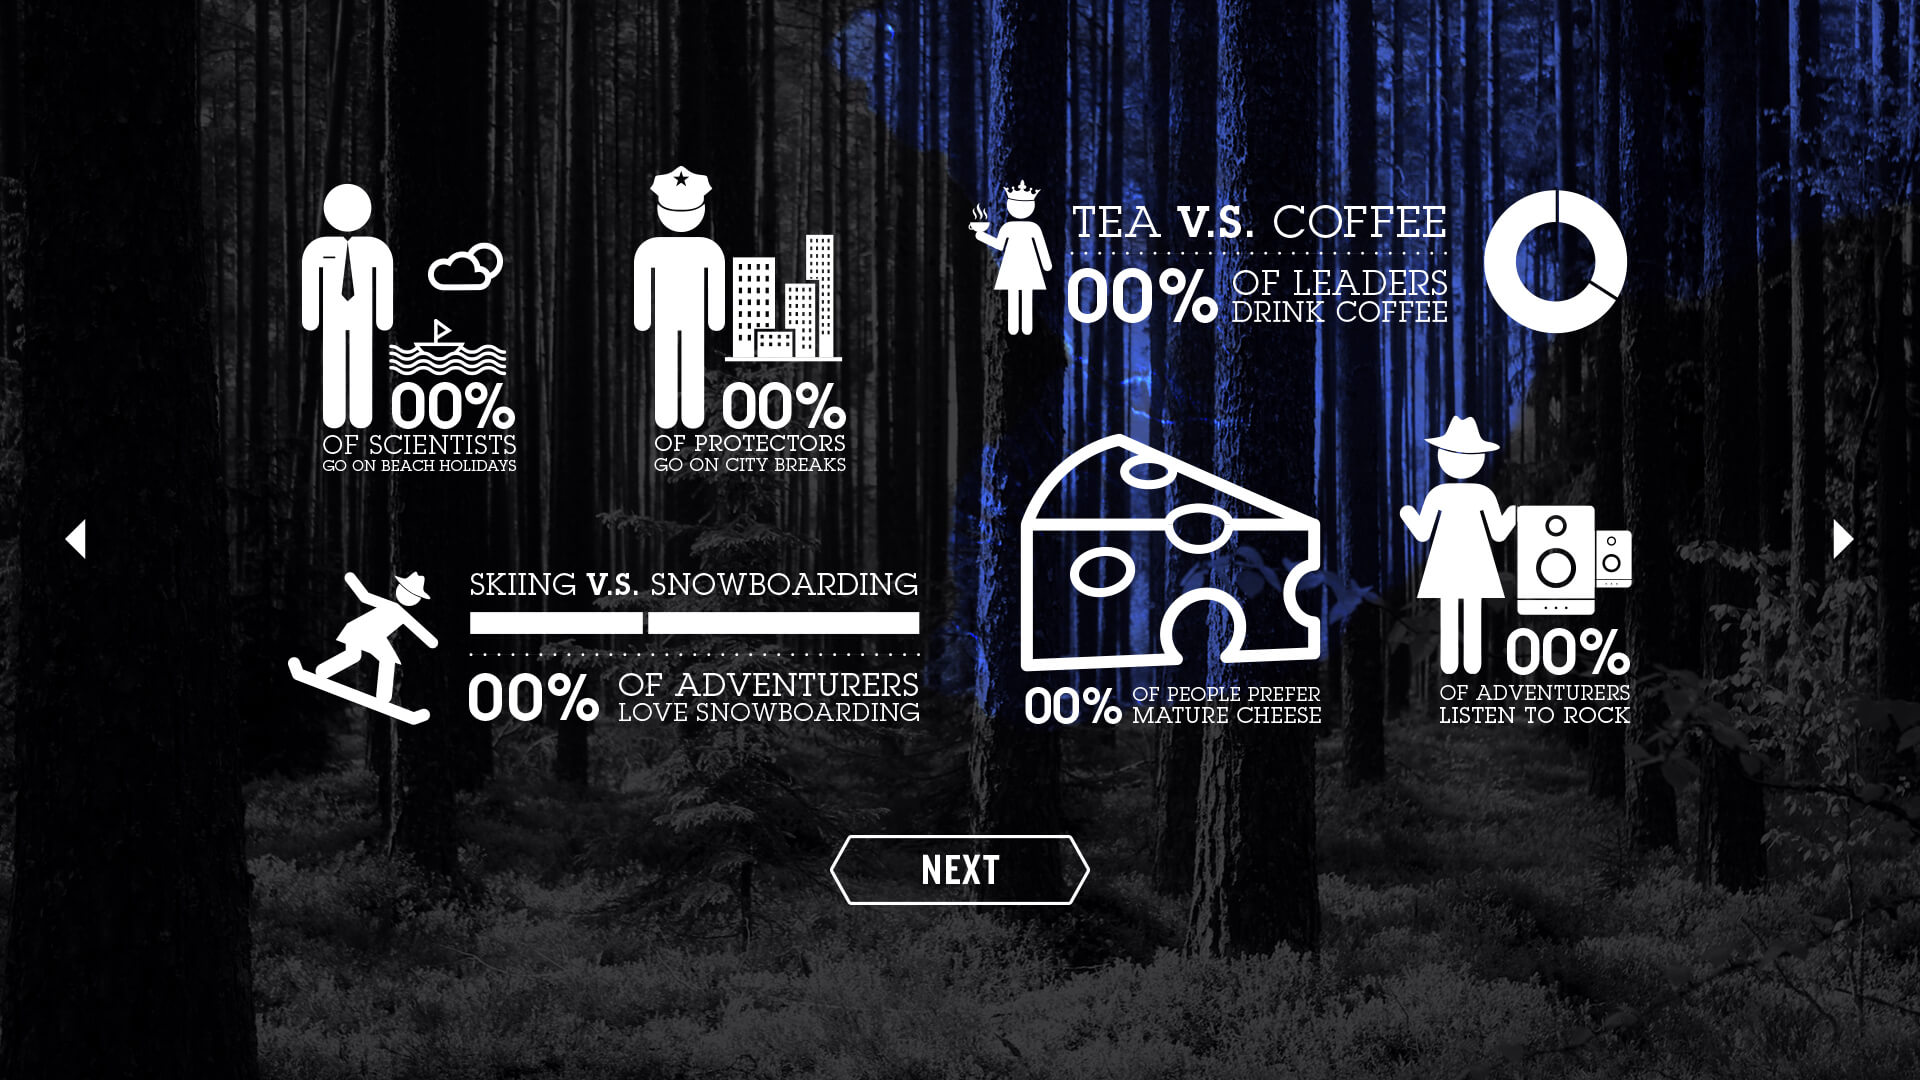 00%
OF SCIENTISTS
GO ON BEACH HOLIDAYS
00%
OF PROTECTORS
GO ON CITY BREAKS
TEA V.S. COFFEE
00% OF LEADERS
DRINK COFFEE
SKIING V.S. SNOWBOARDING
00% OF ADVENTURERS
LOVE SNOWBOARDING
00% OF PEOPLE PREFER
MATURE CHEESE
00%
OF ADVENTURERS
LISTEN TO ROCK
NEXT